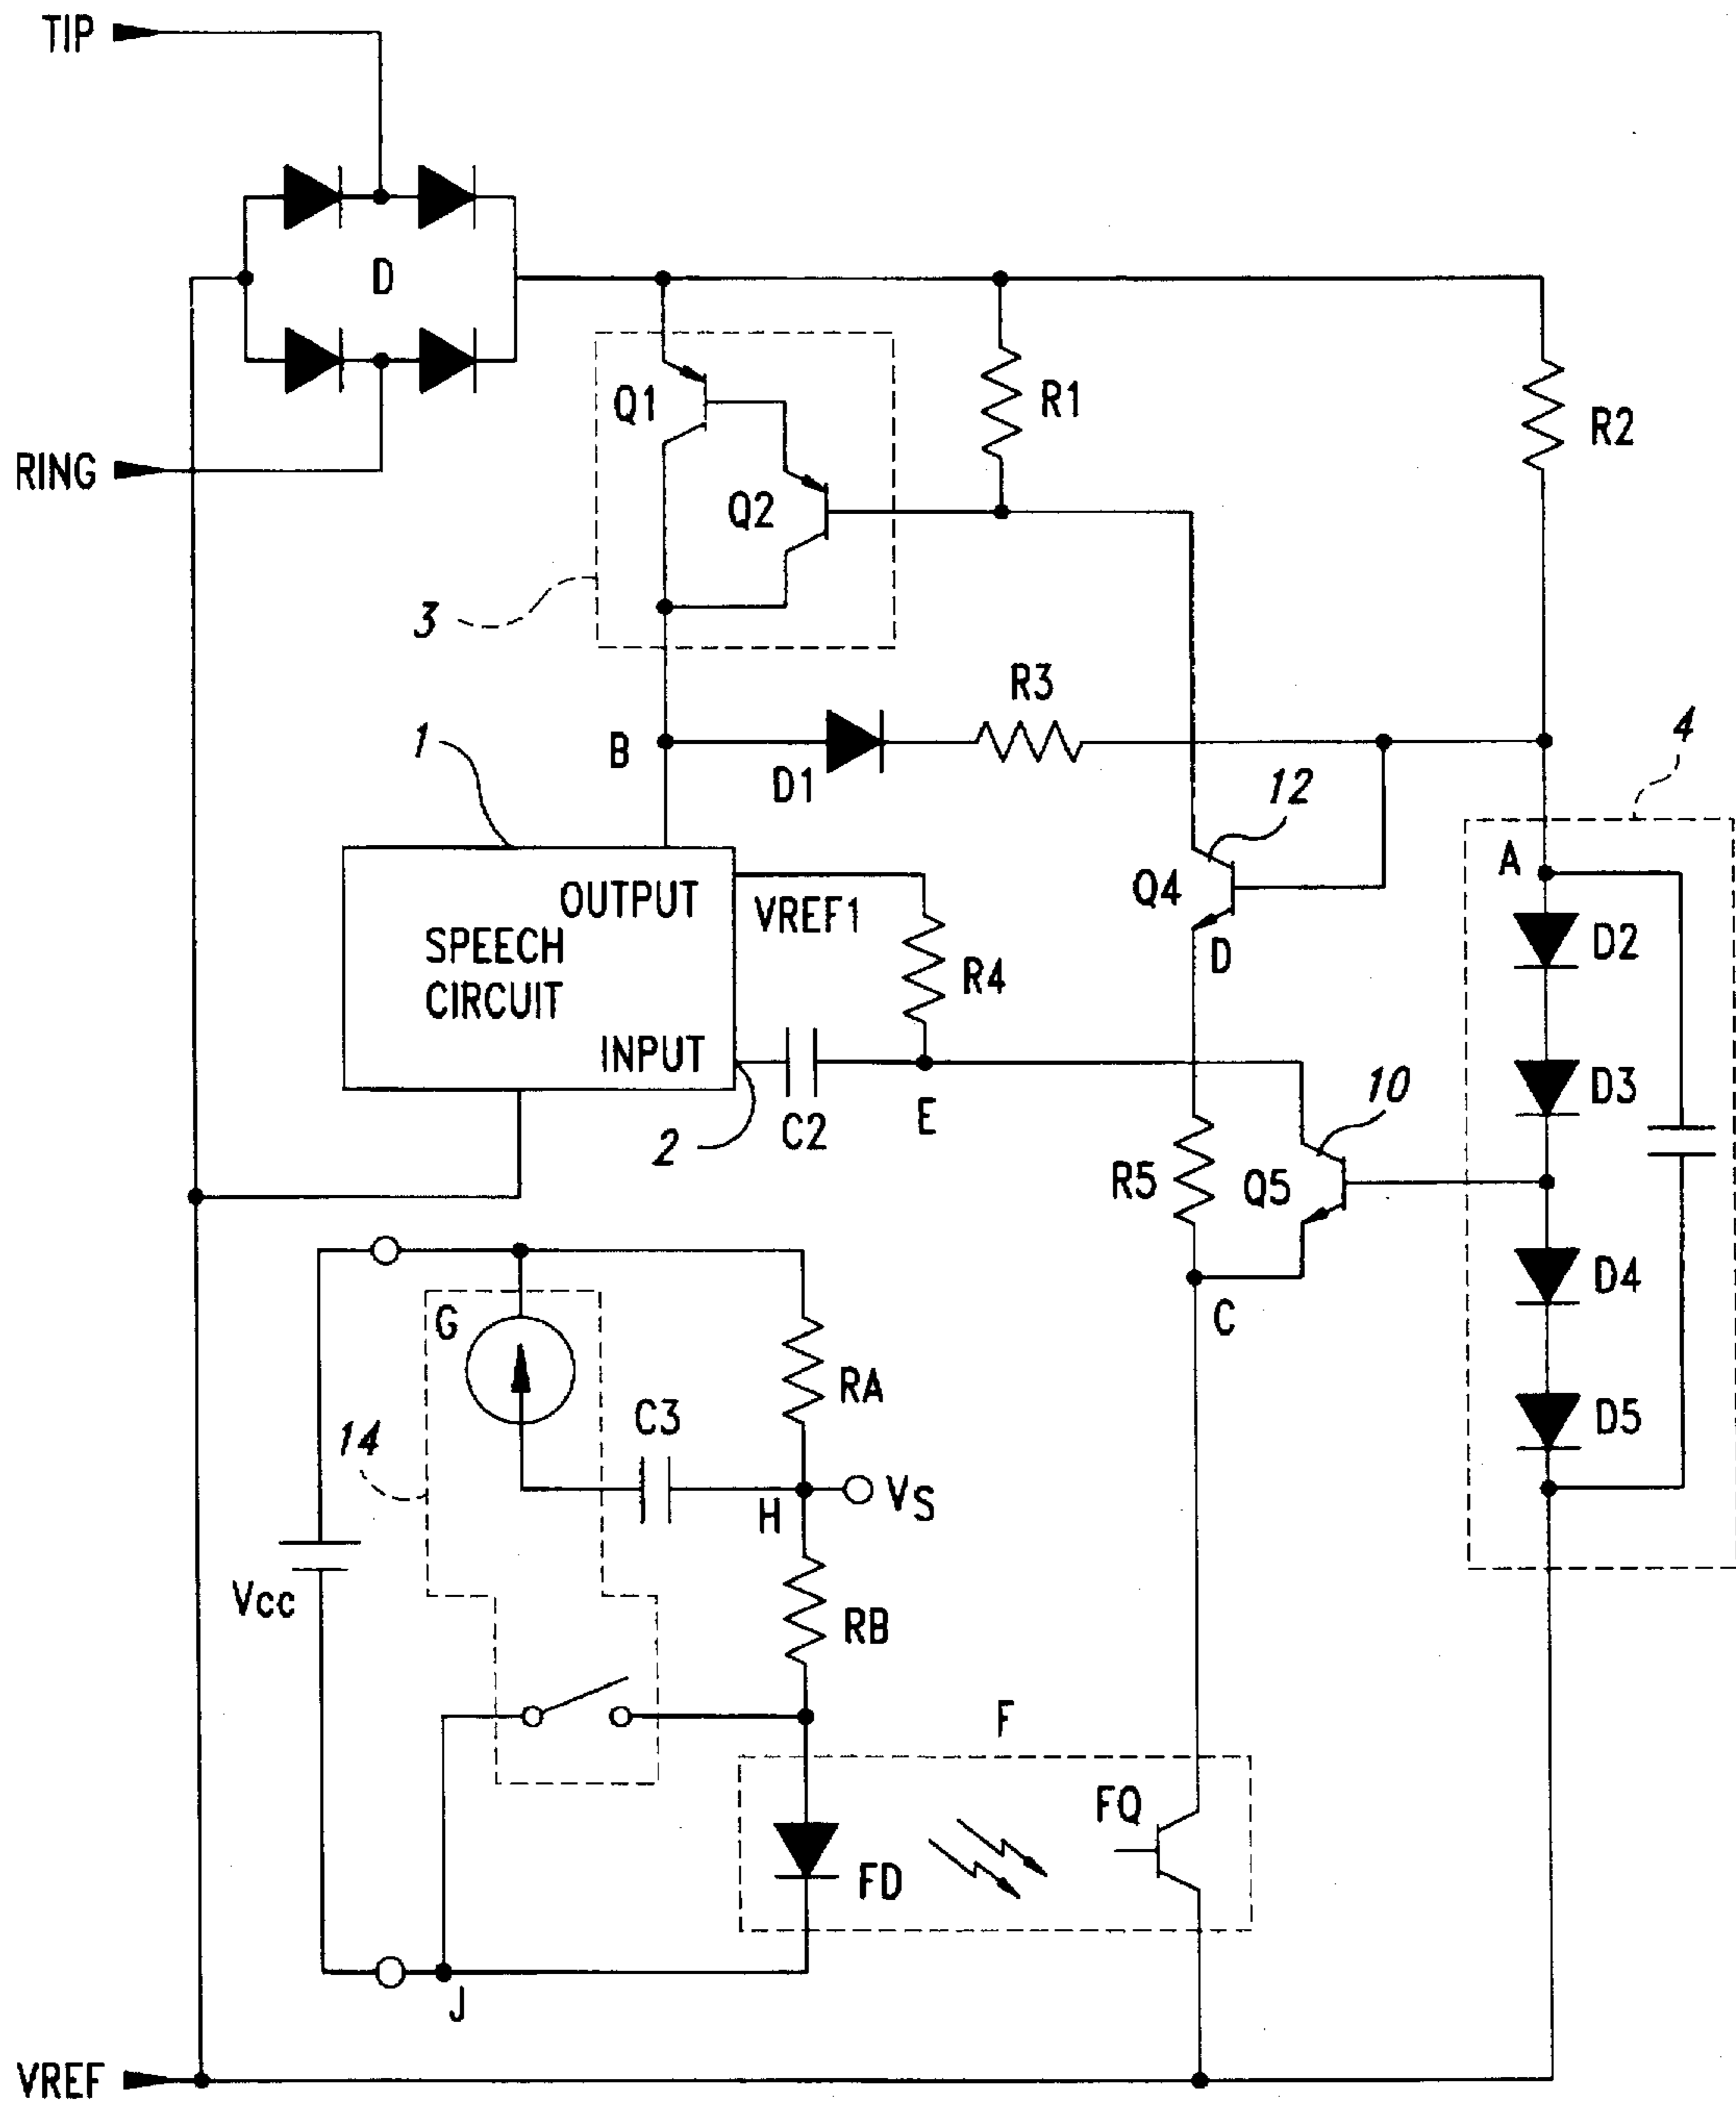 TIP
D
RING
Q1
R1
R2
Q2
3
R3
B
1
D1
4
12
A
Q4
OUTPUT
VREF1
D2
SPEECH
CIRCUIT
R4
D
INPUT
D3
10
E
C2
2
R5
Q5
D4
G
C
RA
C3
D5
14
H
VS
Vcc
RB
F
FQ
FD
J
VREF